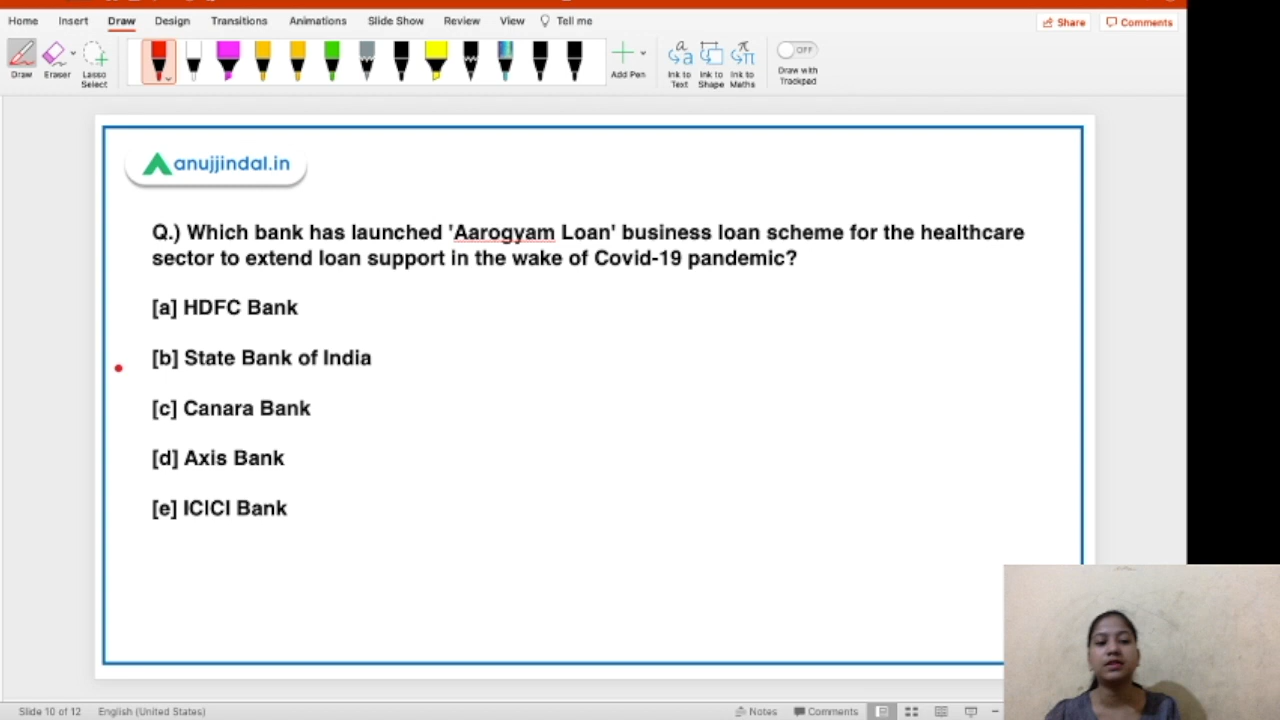 Home Insert Draw Design Transitions Animations Slide Show Review View Tell me Share Comments
Draw Eraser Lasso Select Add Pen Ink to Text Ink to Shape Ink to Maths OFF Draw with Trackpad
anujjindal.in
Q.) Which bank has launched 'Aarogyam Loan' business loan scheme for the healthcare
sector to extend loan support in the wake of Covid-19 pandemic?
[a] HDFC Bank
[b] State Bank of India
[c] Canara Bank
[d] Axis Bank
[e] ICICI Bank
Slide 10 of 12 English (United States) Notes Comments